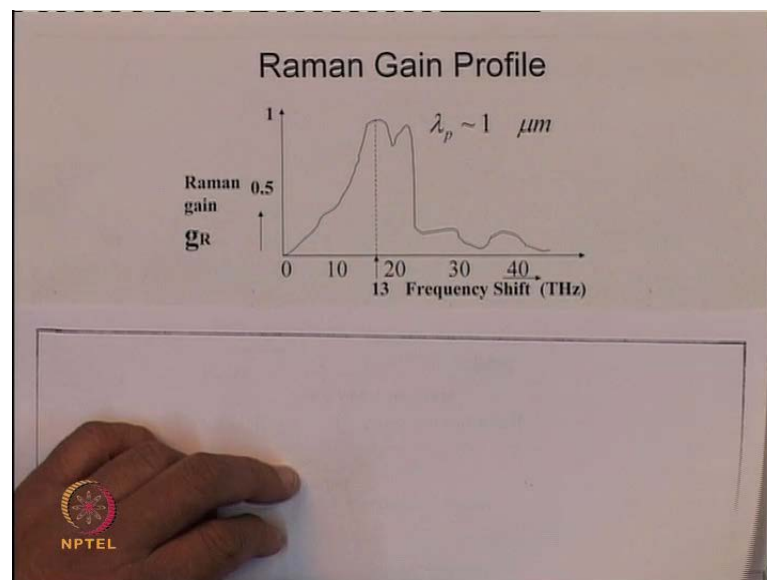 Raman Gain Profile
1
λp ~ 1 μm
Raman 0.5
gain
gR
0 10 20 30 40
13 Frequency Shift (THz)
NPTEL